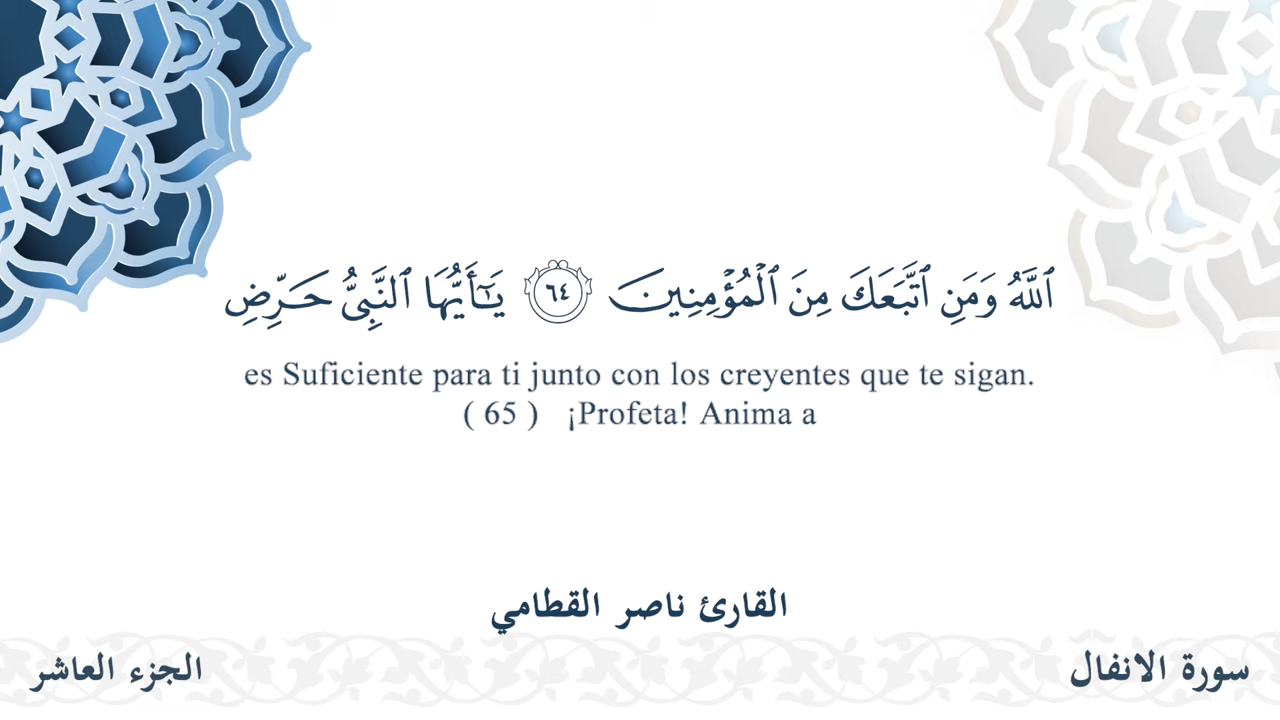 ٱللَّهُ وَمَنِ ٱتَّبَعَكَ مِنَ ٱلْمُؤْمِنِينَ ٦٤ يَـٰٓأَيُّهَا ٱلنَّبِىُّ حَرِّضِ
es Suficiente para ti junto con los creyentes que te sigan.
( 65 ) ¡Profeta! Anima a
القارئ ناصر القطامي
سورة الانفال
الجزء العاشر